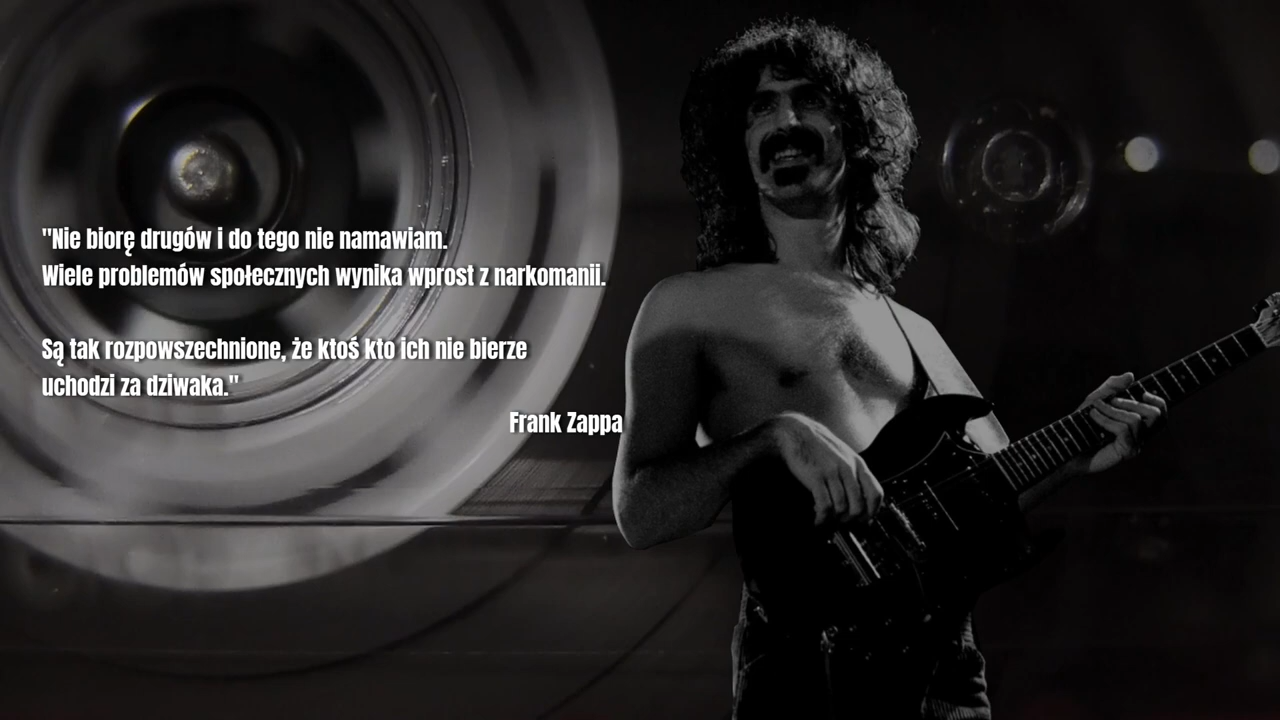 "Nie biorę drugów i do tego nie namawiam.
Wiele problemów społecznych wynika wprost z narkomanii.
Są tak rozpowszechnione, że ktoś kto ich nie bierze
uchodzi za dziwaka."
Frank Zappa